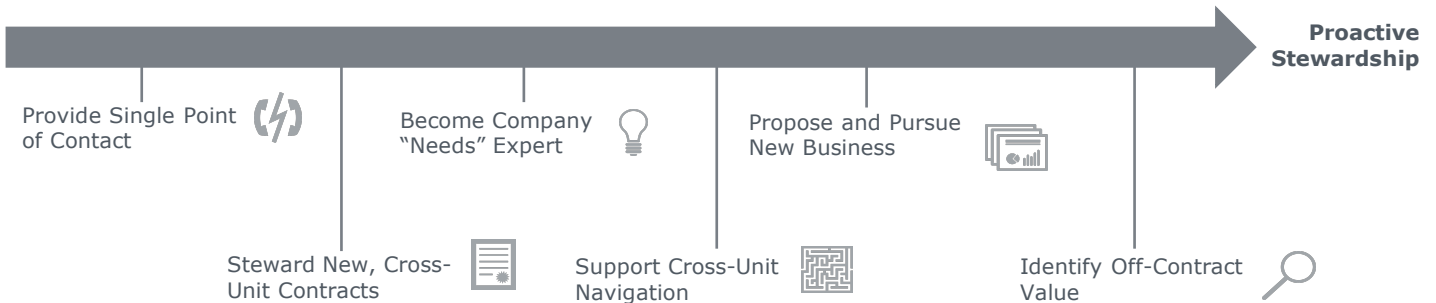 Proactive
Stewardship
Provide Single Point
of Contact
Steward New, Cross-
Unit Contracts
Become Company
“Needs” Expert
Support Cross-Unit
Navigation
Propose and Pursue
New Business
Identify Off-Contract
Value